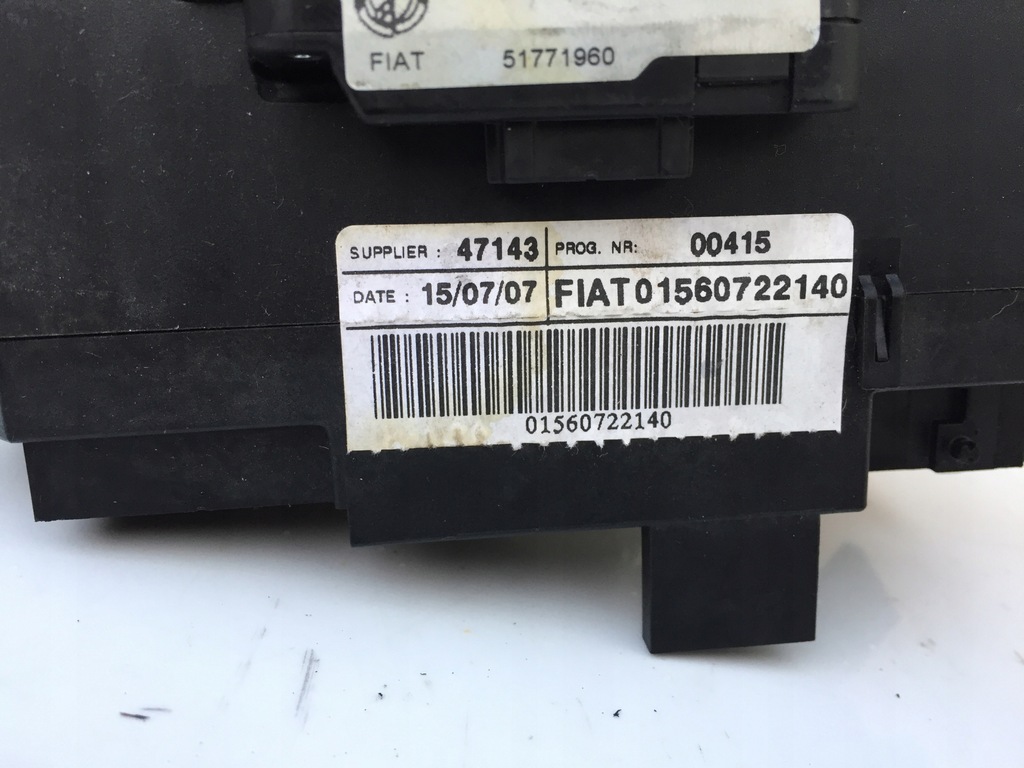 FIAT 51771960
SUPPLIER : 47143 PROG. NR: 00415
DATE : 15/07/07 FIAT01560722140
01560722140